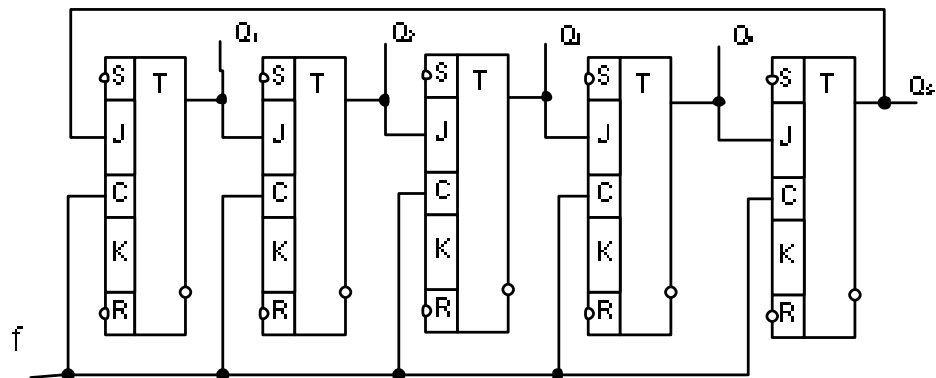 Q₁ Q₂ Q₃ Q₄
S T S T S T S T S T
Q₅
J J J J J
C C C C C
K K K K K
R R R R R
f